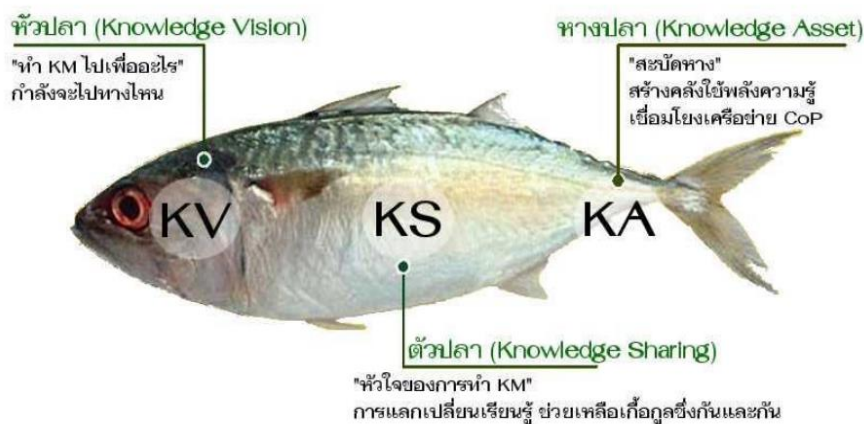 หัวปลา (Knowledge Vision)
"ทำ KM ไปเพื่ออะไร"
กำลังจะไปทางไหน
หางปลา (Knowledge Asset)
"สะบัดหาง"
สร้างคลังใช้พลังความรู้
เชื่อมโยงเครือข่าย CoP
KV
KS
KA
ตัวปลา (Knowledge Sharing)
"หัวใจของการทำ KM"
การแลกเปลี่ยนเรียนรู้ ช่วยเหลือเกื้อกูลซึ่งกันและกัน